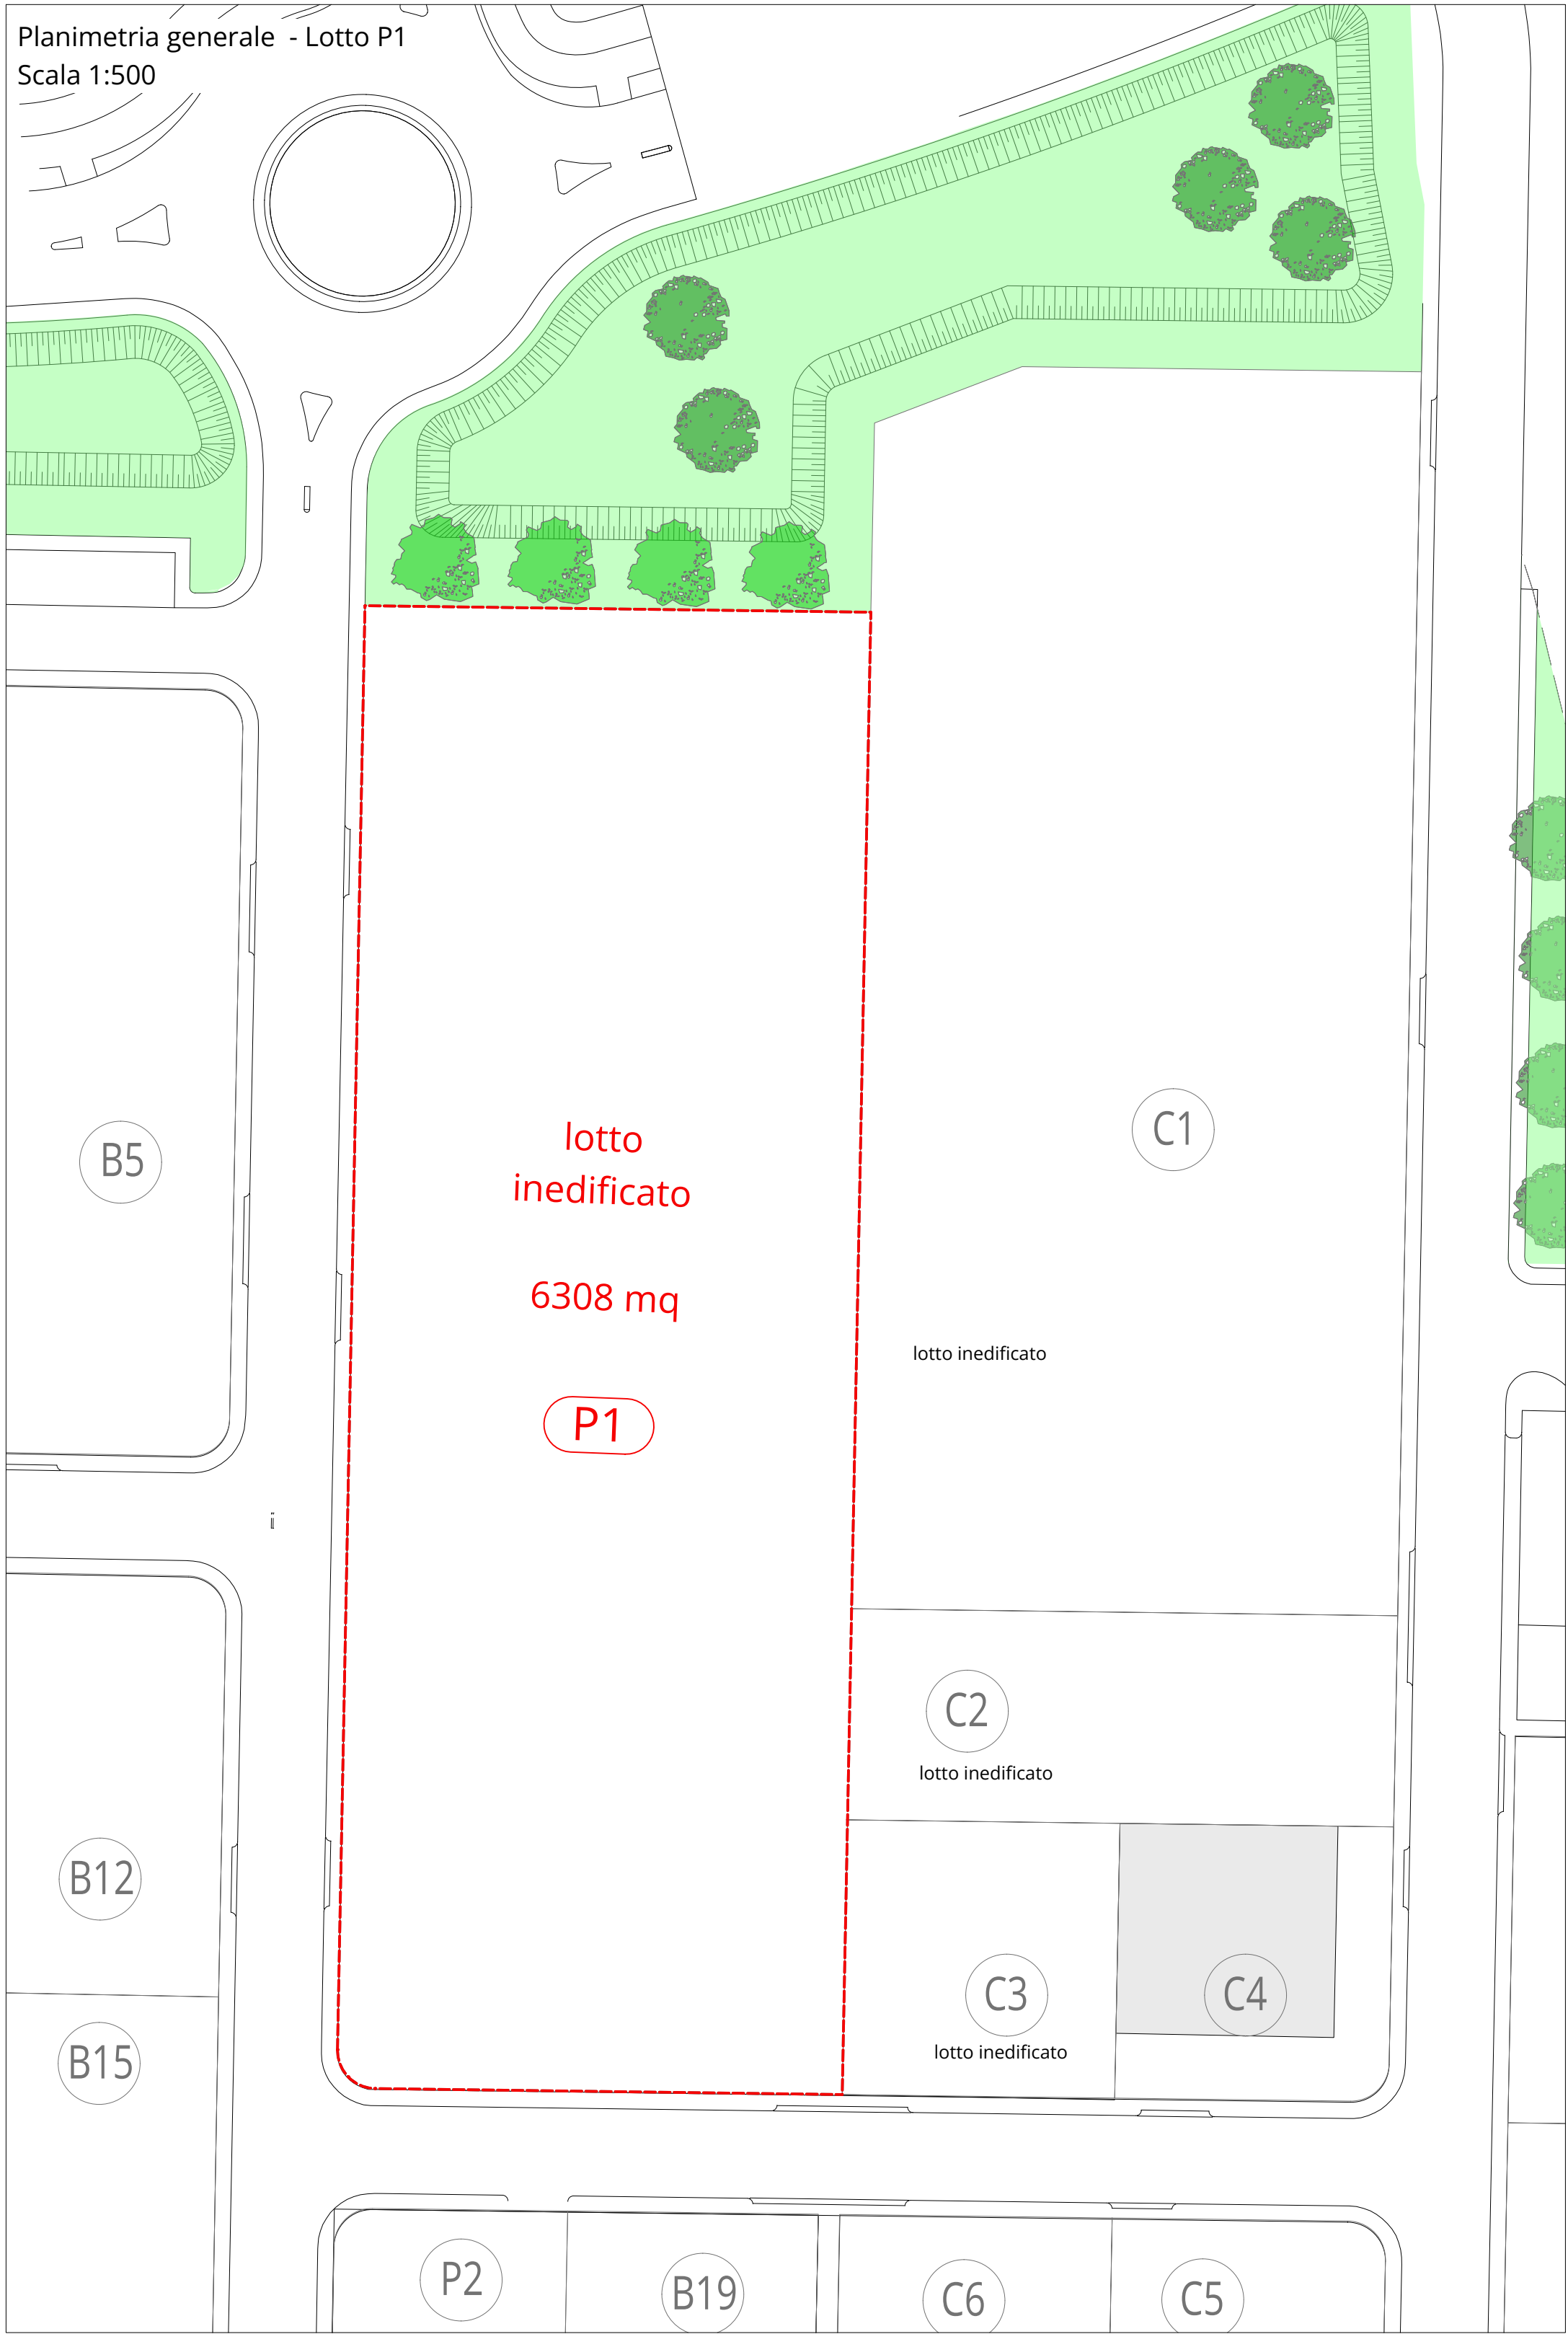 Planimetria generale - Lotto P1
Scala 1:500
lotto
inedificato
6308 mq
P1
B5
C1
lotto inedificato
i
C2
lotto inedificato
B12
C3
lotto inedificato
C4
B15
P2
B19
C6
C5